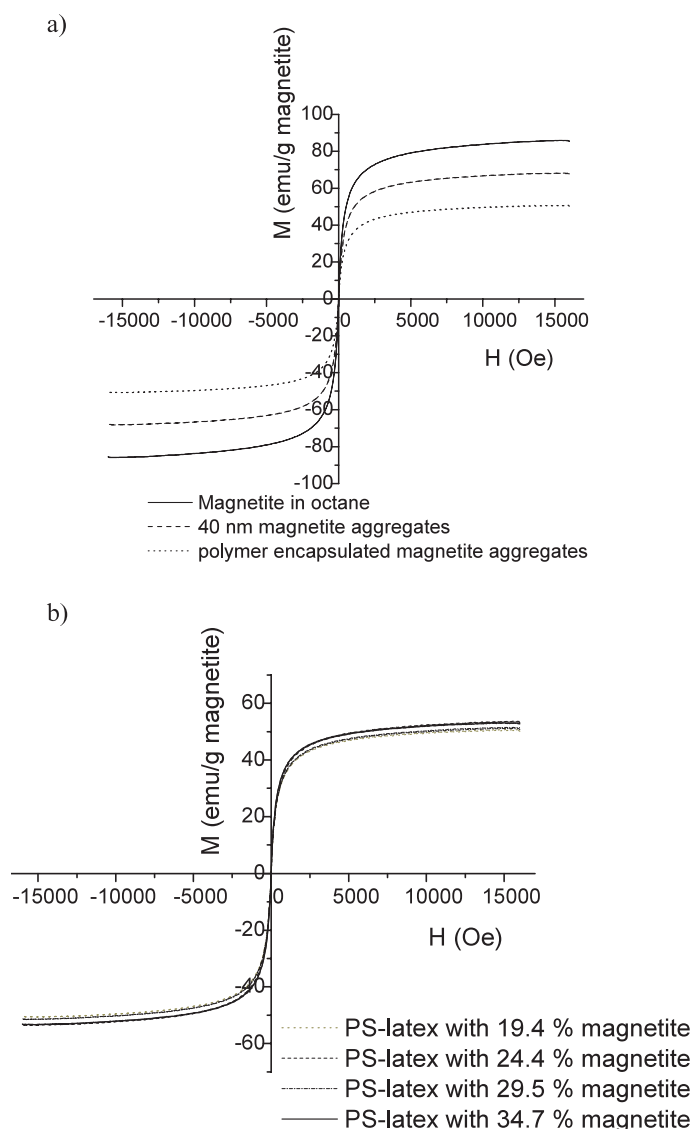 a)
M (emu/g magnetite)
100
80
60
40
20
0
-15000 -10000 -5000 0 5000 10000 15000
-20
H (Oe)
-40
-60
-80
-100
Magnetite in octane
40 nm magnetite aggregates
polymer encapsulated magnetite aggregates
b)
M (emu/g magnetite)
60
40
20
0
-15000 -10000 -5000 0 5000 10000 15000
-20
H (Oe)
-40
-60
PS-latex with 19.4 % magnetite
PS-latex with 24.4 % magnetite
PS-latex with 29.5 % magnetite
PS-latex with 34.7 % magnetite